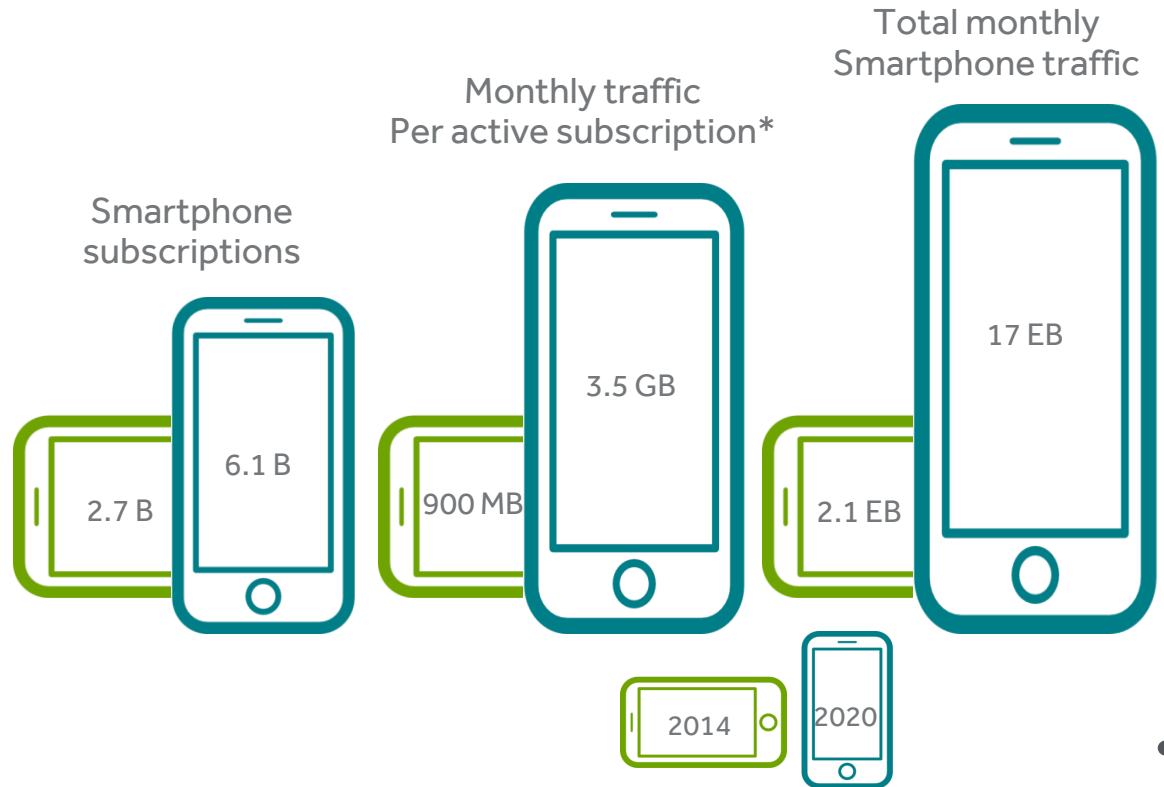 Smartphone
subscriptions
2.7 B
6.1 B
Monthly traffic
Per active subscription*
900 MB
3.5 GB
Total monthly
Smartphone traffic
2.1 EB
17 EB
2014
2020